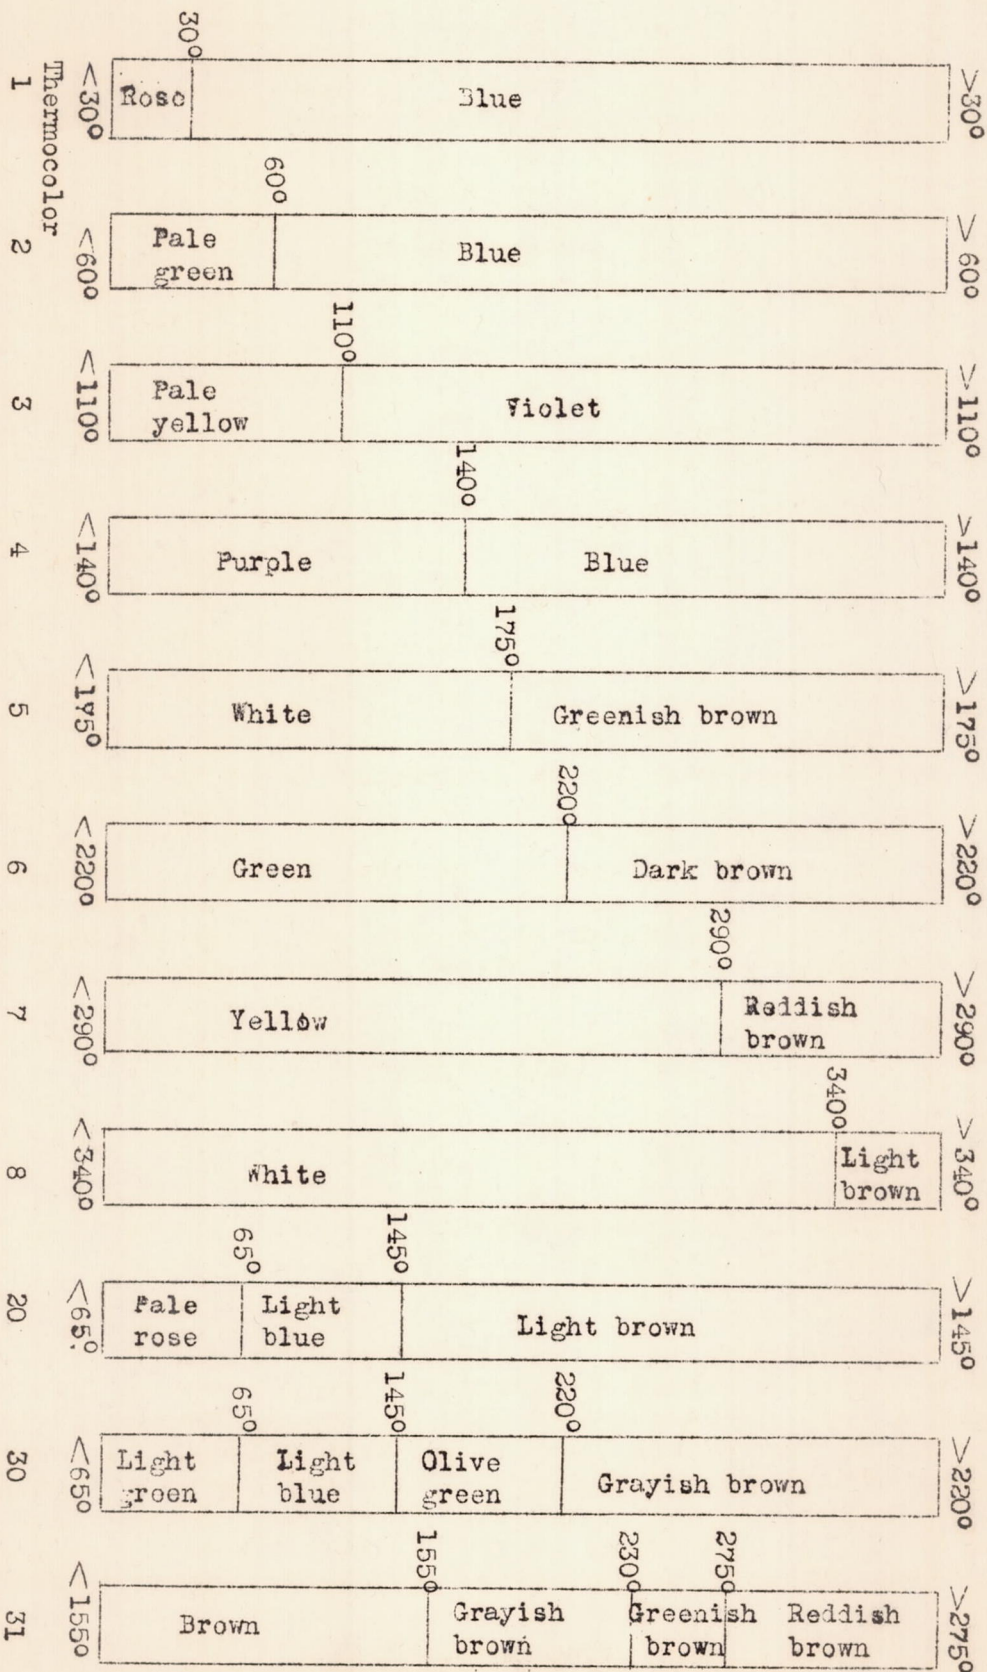 Thermocolor
1
<30°
30°
Rose
Blue
>30°
2
<60°
60°
Pale
green
Blue
> 60°
3
<110°
110°
Pale
yellow
Violet
>110°
4
<140°
140°
Purple
Blue
>140°
5
<175°
175°
White
Greenish brown
>175°
6
<220°
220°
Green
Dark brown
>220°
7
<290°
290°
Yellow
Reddish
brown
>290°
8
<340°
340°
White
Light
brown
>340°
20
<65°
65°
145°
Pale
rose
Light
blue
Light brown
>145°
30
<65°
65°
145°
220°
Light
green
Light
blue
Olive
green
Grayish brown
>220°
31
<155°
155°
230°
275°
Brown
Grayish
brown
Greenish
brown
Reddish
brown
>275°